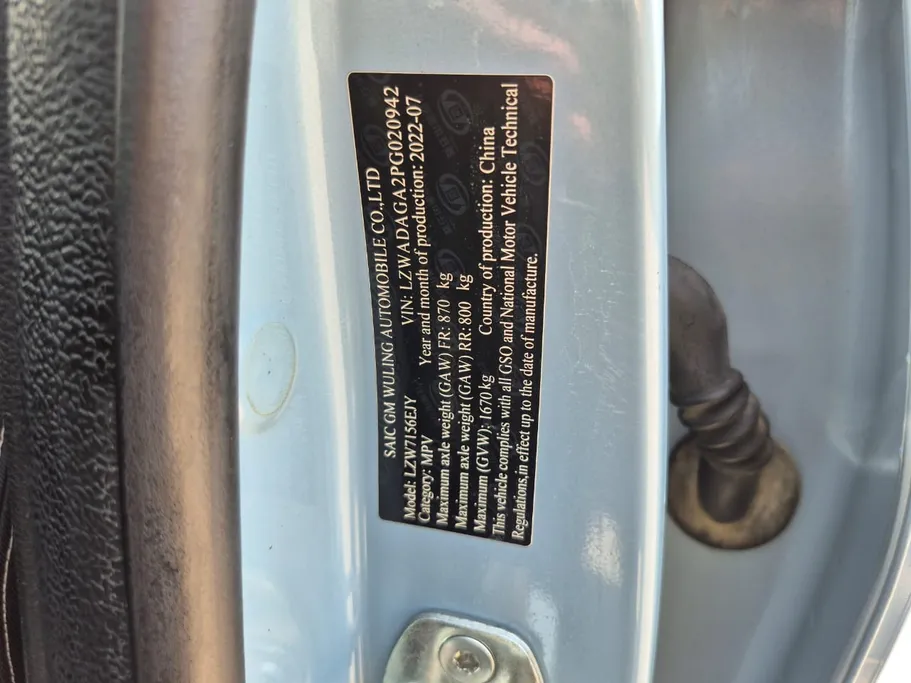 SAIC GM WULING AUTOMOBILE CO.,LTD
Model: LZW7156EJY VIN: LZWADAGA2PG020942
Category: MPV Year and month of production: 2022-07
Maximum axle weight (GAW) FR: 870 kg
Maximum axle weight (GAW) RR: 800 kg
Maximum (GVW): 1670 kg Country of production: China
This vehicle complies with all GSO and National Motor Vehicle Technical
Regulations,in effect up to the date of manufacture.